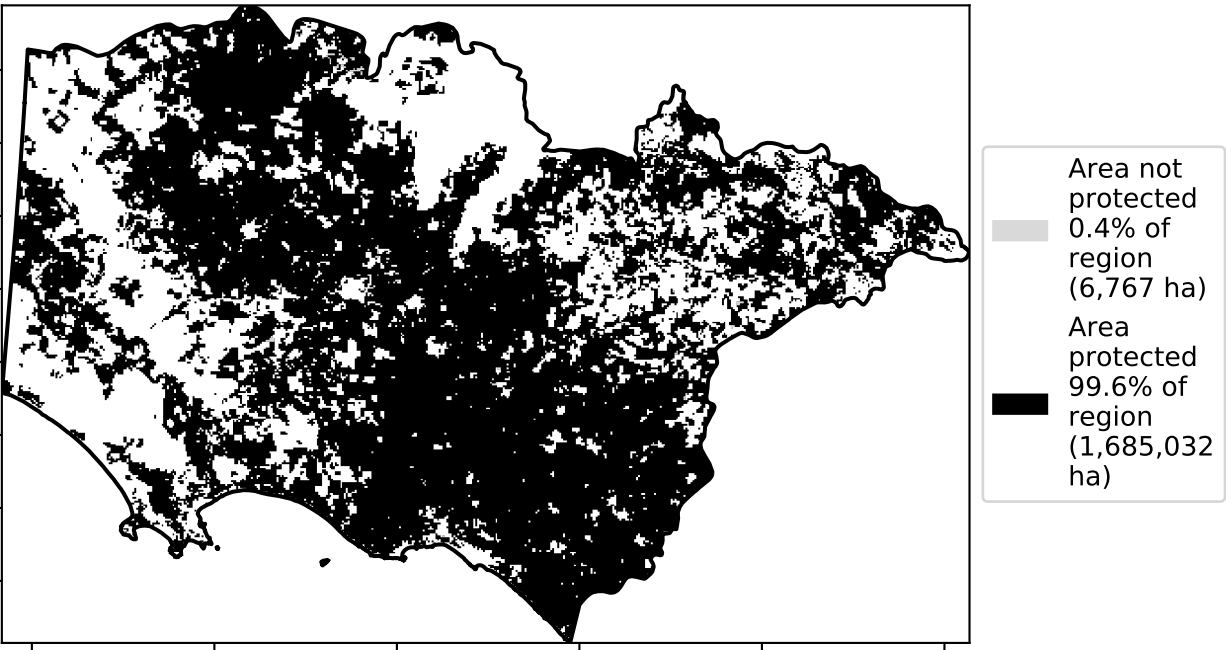 Area not
protected
0.4% of
region
(6,767 ha)
Area
protected
99.6% of
region
(1,685,032
ha)